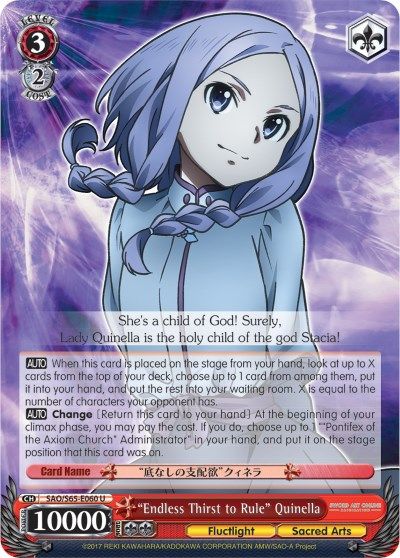 LEVEL
3
2
COST
She's a child of God! Surely,
Lady Quinella is the holy child of the god Stacia!
AUTO When this card is placed on the stage from your hand, look at up to X
cards from the top of your deck, choose up to 1 card from among them, put
it into your hand, and put the rest into your waiting room. X is equal to the
number of characters your opponent has.
AUTO Change [Return this card to your hand] At the beginning of your
climax phase, you may pay the cost. If you do, choose up to 1 "“Pontifex
of the Axiom Church” Administrator" in your hand, and put it on the stage
position that this card was on.
Card Name
“底なしの支配欲”クィネラ
CH SAO/S65-E060 U
POWER 10000 SOUL
“Endless Thirst to Rule” Quinella
SWORD ART ONLINE
Fluctlight
Sacred Arts
©2017 REKI KAWAHARA/KADOKAWA CORPORATION AMW/SAO-A Project